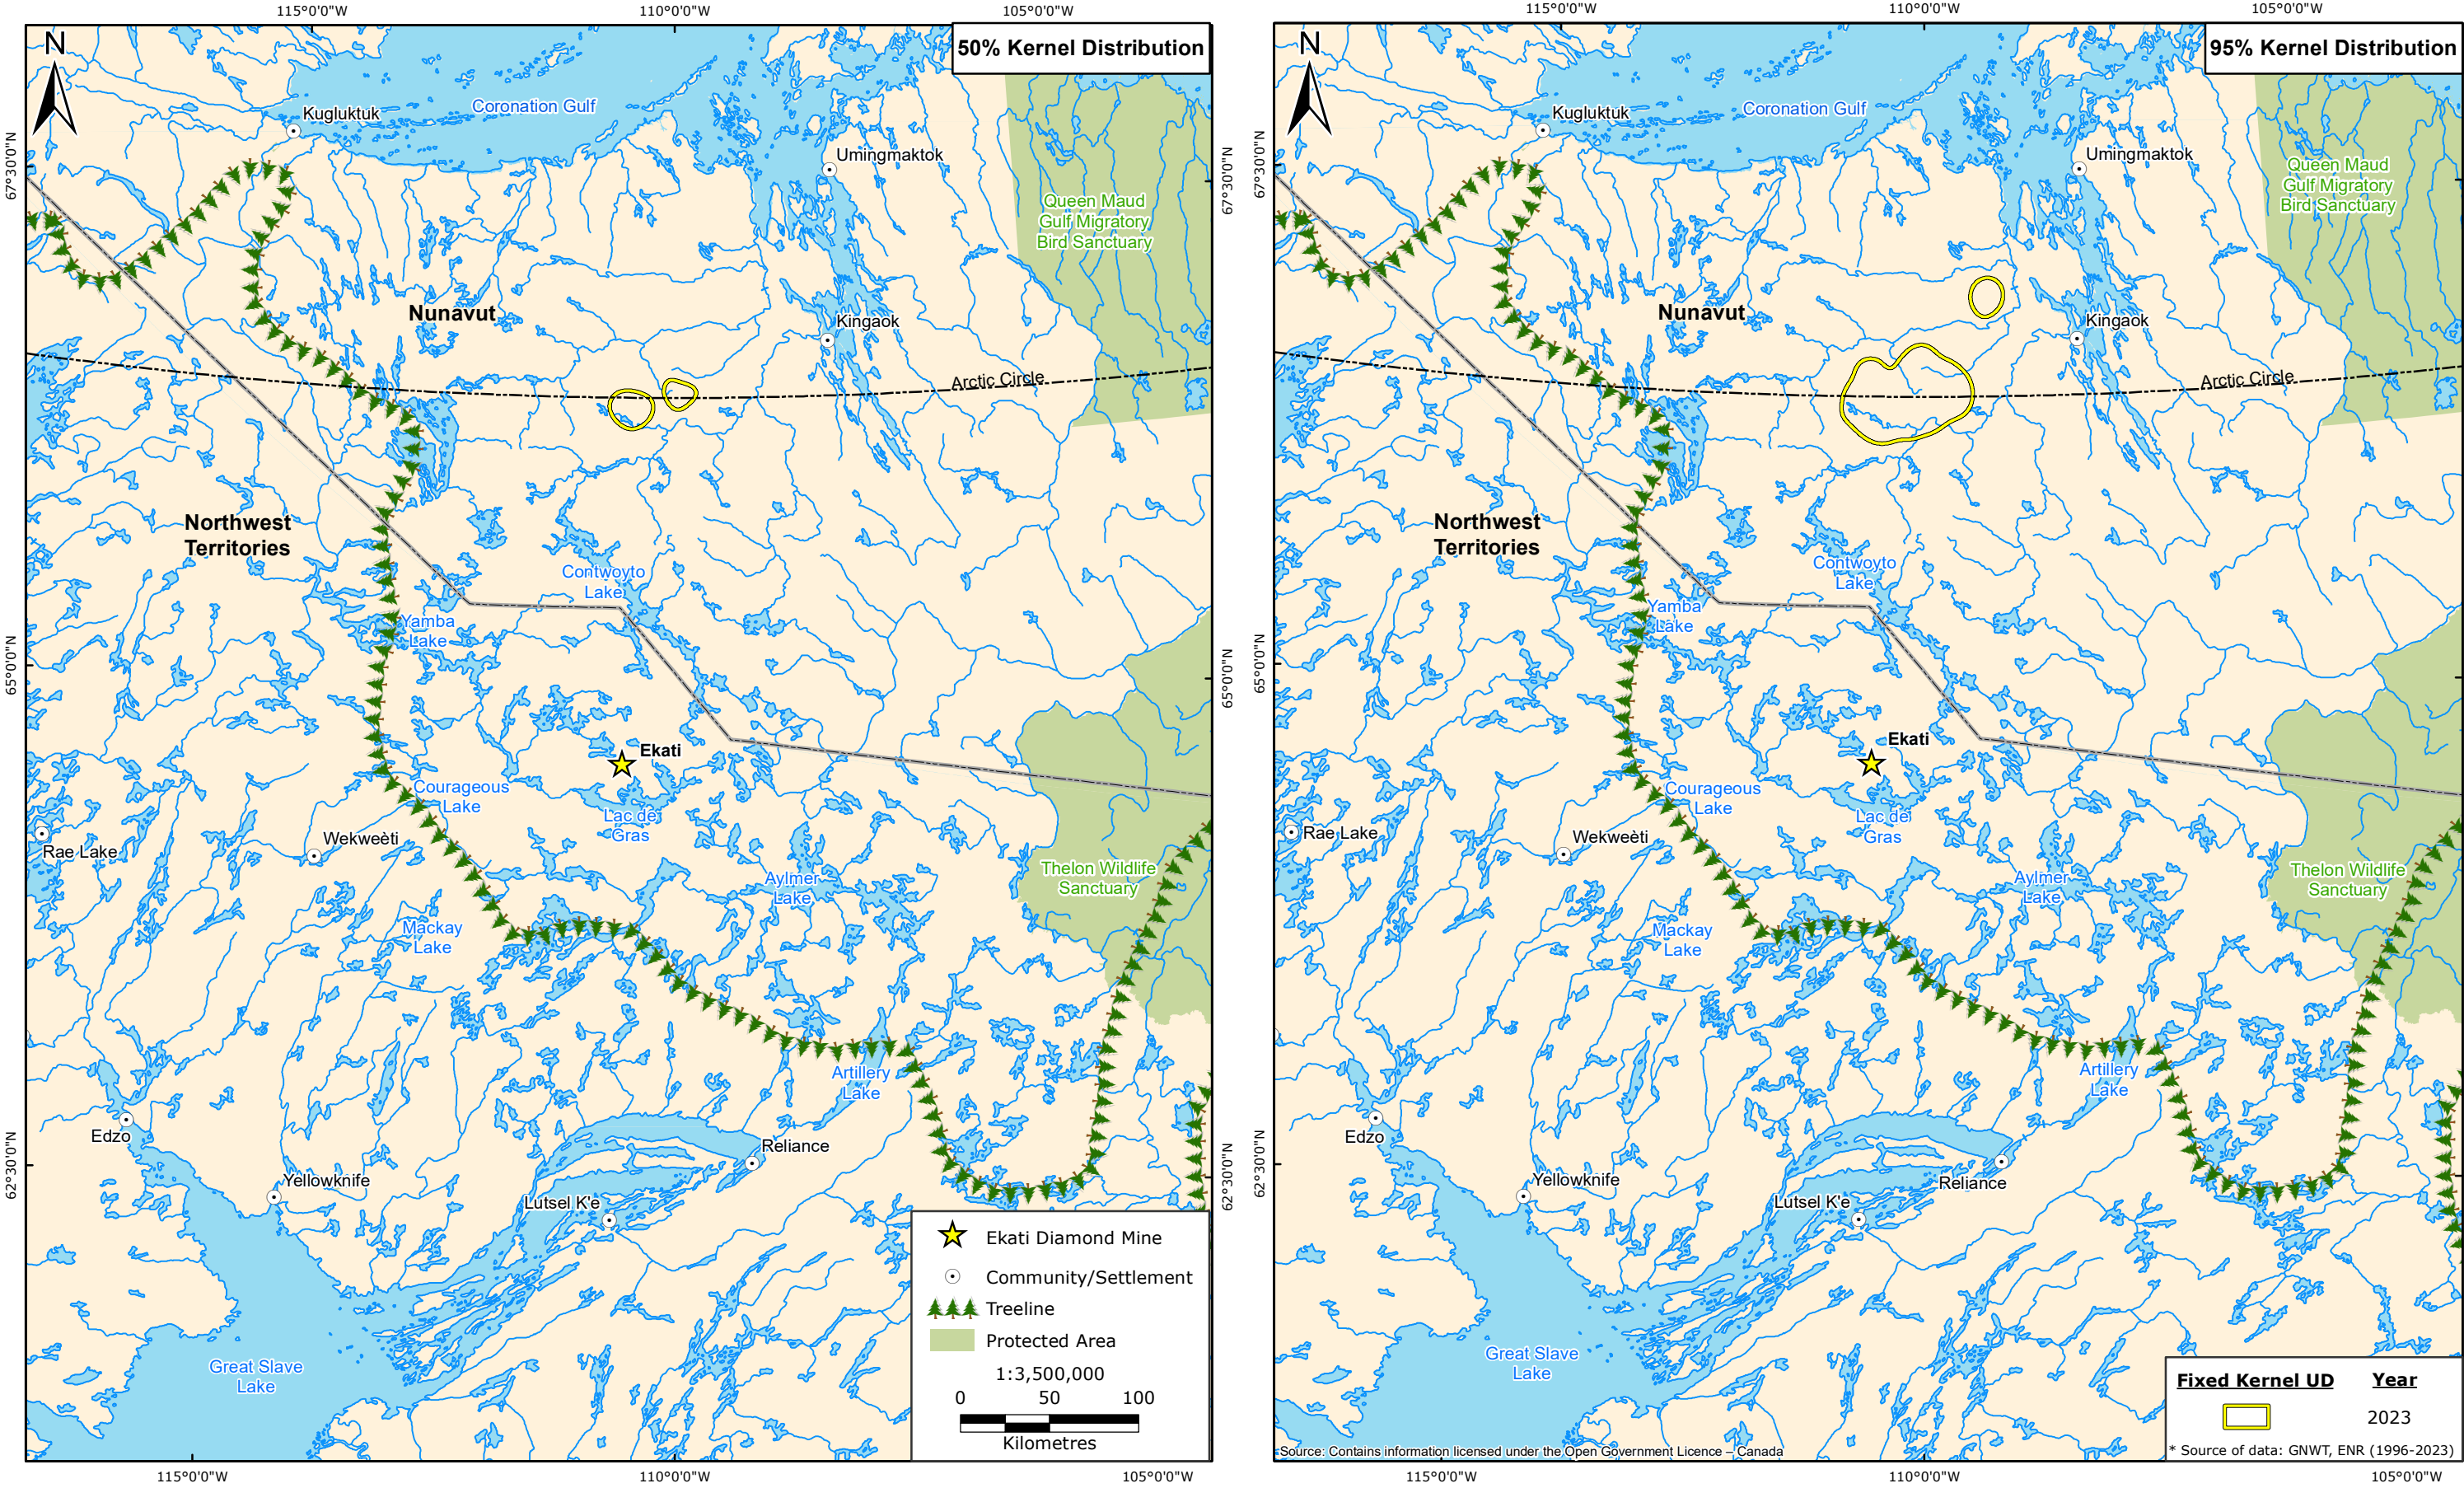 115°0'0"W
110°0'0"W
105°0'0"W
N
50% Kernel Distribution
Coronation Gulf
Kugluktuk
Umingmaktok
67°30'0"N
67°30'0"N
Queen Maud
Gulf Migratory
Bird Sanctuary
Nunavut
Kingaok
Arctic Circle
Northwest
Territories
Contwoyto
Lake
Yamba
Lake
65°0'0"N
65°0'0"N
Ekati
Courageous
Lake
Lac de
Gras
Wekweèti
Rae Lake
Aylmer
Lake
Thelon Wildlife
Sanctuary
Mackay
Lake
Artillery
Lake
Edzo
Reliance
62°30'0"N
62°30'0"N
Yellowknife
Lutsel K'e
Great Slave
Lake
Ekati Diamond Mine
Community/Settlement
Treeline
Protected Area
1:3,500,000
0 50 100
Kilometres
115°0'0"W
110°0'0"W
105°0'0"W
115°0'0"W
110°0'0"W
105°0'0"W
N
95% Kernel Distribution
Coronation Gulf
Kugluktuk
Umingmaktok
67°30'0"N
Queen Maud
Gulf Migratory
Bird Sanctuary
Nunavut
Kingaok
Arctic Circle
Northwest
Territories
Contwoyto
Lake
Yamba
Lake
65°0'0"N
Ekati
Courageous
Lake
Lac de
Gras
Rae Lake
Wekweèti
Aylmer
Lake
Thelon Wildlife
Sanctuary
Mackay
Lake
Artillery
Lake
Edzo
62°30'0"N
Yellowknife
Reliance
Lutsel K'e
Great Slave
Lake
Fixed Kernel UD Year
2023
* Source of data: GNWT, ENR (1996-2023)
Source: Contains information licensed under the Open Government Licence – Canada
115°0'0"W
110°0'0"W
105°0'0"W